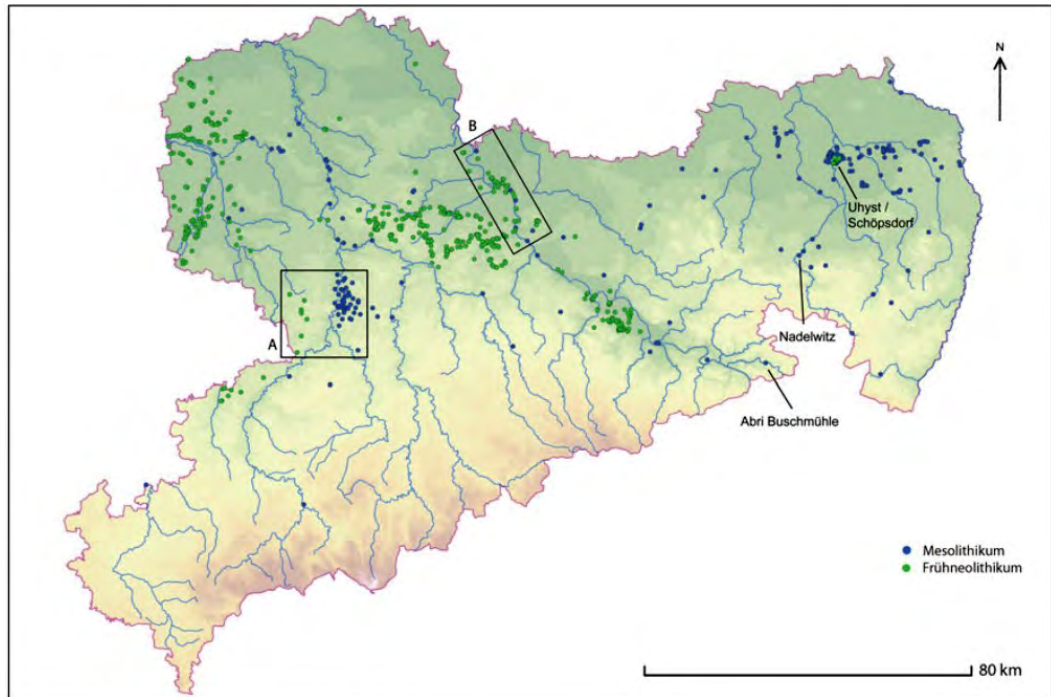 N
B
Uhyst /
Schöpsdorf
A
Nadelwitz
Abri Buschmühle
Mesolithikum
Frühneolithikum
80 km